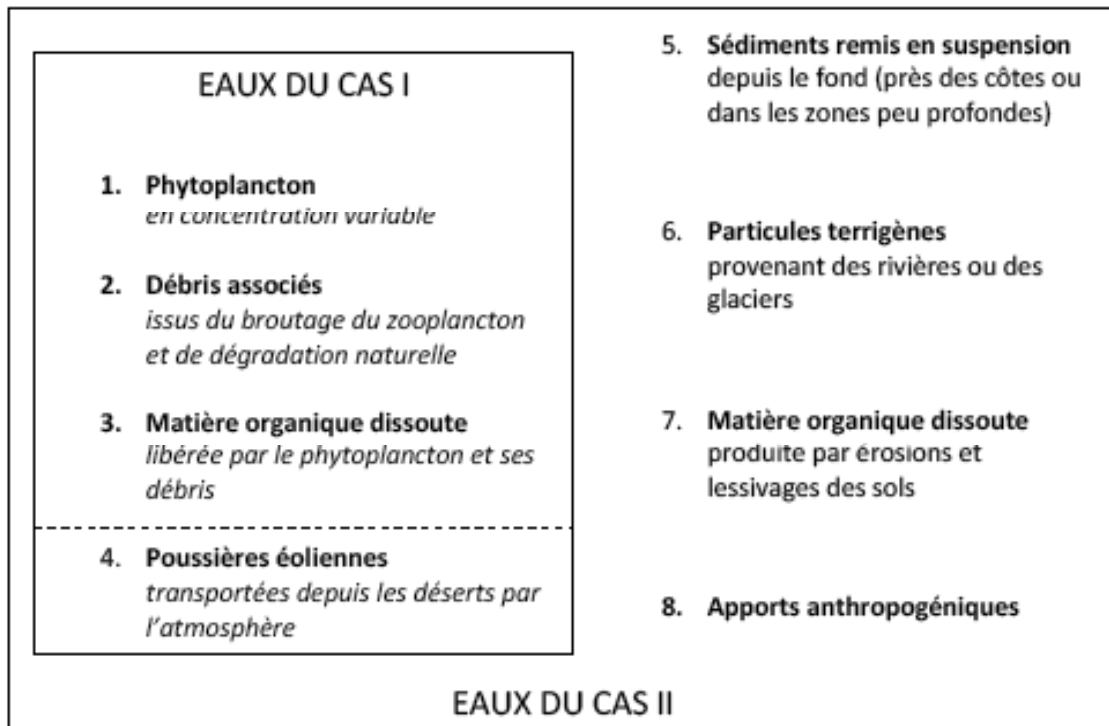 EAUX DU CAS I
1. Phytoplancton
en concentration variable
2. Débris associés
issus du broutage du zooplancton
et de dégradation naturelle
3. Matière organique dissoute
libérée par le phytoplancton et ses
débris
4. Poussières éoliennes
transportées depuis les déserts par
l'atmosphère
5. Sédiments remis en suspension
depuis le fond (près des côtes ou
dans les zones peu profondes)
6. Particules terrigènes
provenant des rivières ou des
glaciers
7. Matière organique dissoute
produite par érosions et
lessivages des sols
8. Apports anthropogéniques
EAUX DU CAS II